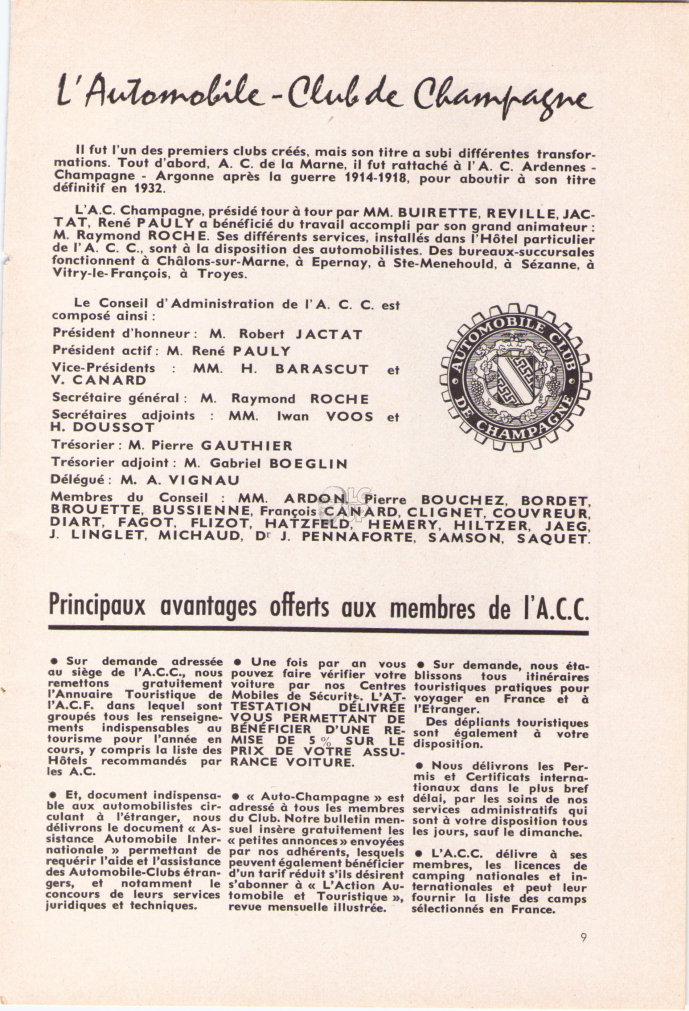 L'Automobile-Club de Champagne
Il fut l'un des premiers clubs créés, mais son titre a subi différentes transfor-
mations. Tout d'abord, A. C. de la Marne, il fut rattaché à l'A. C. Ardennes -
Champagne - Argonne après la guerre 1914-1918, pour aboutir à son titre
définitif en 1932.
L'A.C. Champagne, présidé tour à tour par MM. BUIRETTE, REVILLE, JAC-
TAT, René PAULY a bénéficié du travail accompli par son grand animateur :
M. Raymond ROCHE. Ses différents services, installés dans l'Hôtel particulier
de l'A. C. C., sont à la disposition des automobilistes. Des bureaux-succursales
fonctionnent à Châlons-sur-Marne, à Epernay, à Ste-Menehould, à Sézanne, à
Vitry-le-François, à Troyes.
Le Conseil d'Administration de l'A. C. C. est
composé ainsi :
Président d'honneur : M. Robert JACTAT
Président actif : M. René PAULY
Vice-Présidents : MM. H. BARASCUT et
V. CANARD
Secrétaire général : M. Raymond ROCHE
Secrétaires adjoints : MM. Iwan VOOS et
H. DOUSSOT
Trésorier : M. Pierre GAUTHIER
Trésorier adjoint : M. Gabriel BOEGLIN
Délégué : M. A. VIGNAU
AUTOMOBILE CLUB
DE CHAMPAGNE
Membres du Conseil : MM. ARDON, Pierre BOUCHEZ, BORDET,
BROUETTE, BUSSIENNE, François CANARD, CLIGNET, COUVREUR,
DIART, FAGOT, FLIZOT, HATZFELD, HEMERY, HILTZER, JAEG,
J. LINGLET, MICHAUD, Dr J. PENNAFORTE, SAMSON, SAQUET.
Principaux avantages offerts aux membres de l'A.C.C.
● Sur demande adressée
au siège de l'A.C.C., nous
remettons gratuitement
l'Annuaire Touristique de
l'A.C.F. dans lequel sont
groupés tous les renseigne-
ments indispensables au
tourisme pour l'année en
cours, y compris la liste des
Hôtels recommandés par
les A.C.
● Et, document indispensa-
ble aux automobilistes cir-
culant à l'étranger, nous
délivrons le document « As-
sistance Automobile Inter-
nationale » permettant de
requérir l'aide et l'assistance
des Automobile-Clubs étran-
gers, et notamment le
concours de leurs services
juridiques et techniques.
● Une fois par an vous
pouvez faire vérifier votre
voiture par nos Centres
Mobiles de Sécurité. L'AT-
TESTATION DÉLIVRÉE
VOUS PERMETTANT DE
BÉNÉFICIER D'UNE RE-
MISE DE 5 % SUR LE
PRIX DE VOTRE ASSU-
RANCE VOITURE.
● « Auto-Champagne » est
adressé à tous les membres
du Club. Notre bulletin men-
suel insère gratuitement les
« petites annonces » envoyées
par nos adhérents, lesquels
peuvent également bénéficier
d'un tarif réduit s'ils désirent
s'abonner à « L'Action Au-
tomobile et Touristique »,
revue mensuelle illustrée.
● Sur demande, nous éta-
blissons tous itinéraires
touristiques pratiques pour
voyager en France et à
l'Etranger.
Des dépliants touristiques
sont également à votre
disposition.
● Nous délivrons les Per-
mis et Certificats interna-
tionaux dans le plus bref
délai, par les soins de nos
services administratifs qui
sont à votre disposition tous
les jours, sauf le dimanche.
● L'A.C.C. délivre à ses
membres, les licences de
camping nationales et in-
ternationales et peut leur
fournir la liste des camps
sélectionnés en France.
9